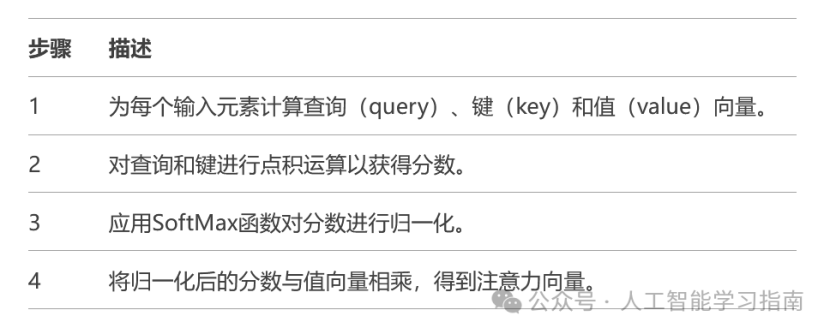 步骤 描述
1 为每个输入元素计算查询（query）、键（key）和值（value）向量。
2 对查询和键进行点积运算以获得分数。
3 应用SoftMax函数对分数进行归一化。
4 将归一化后的分数与值向量相乘，得到注意力向量。
公众号 · 人工智能学习指南